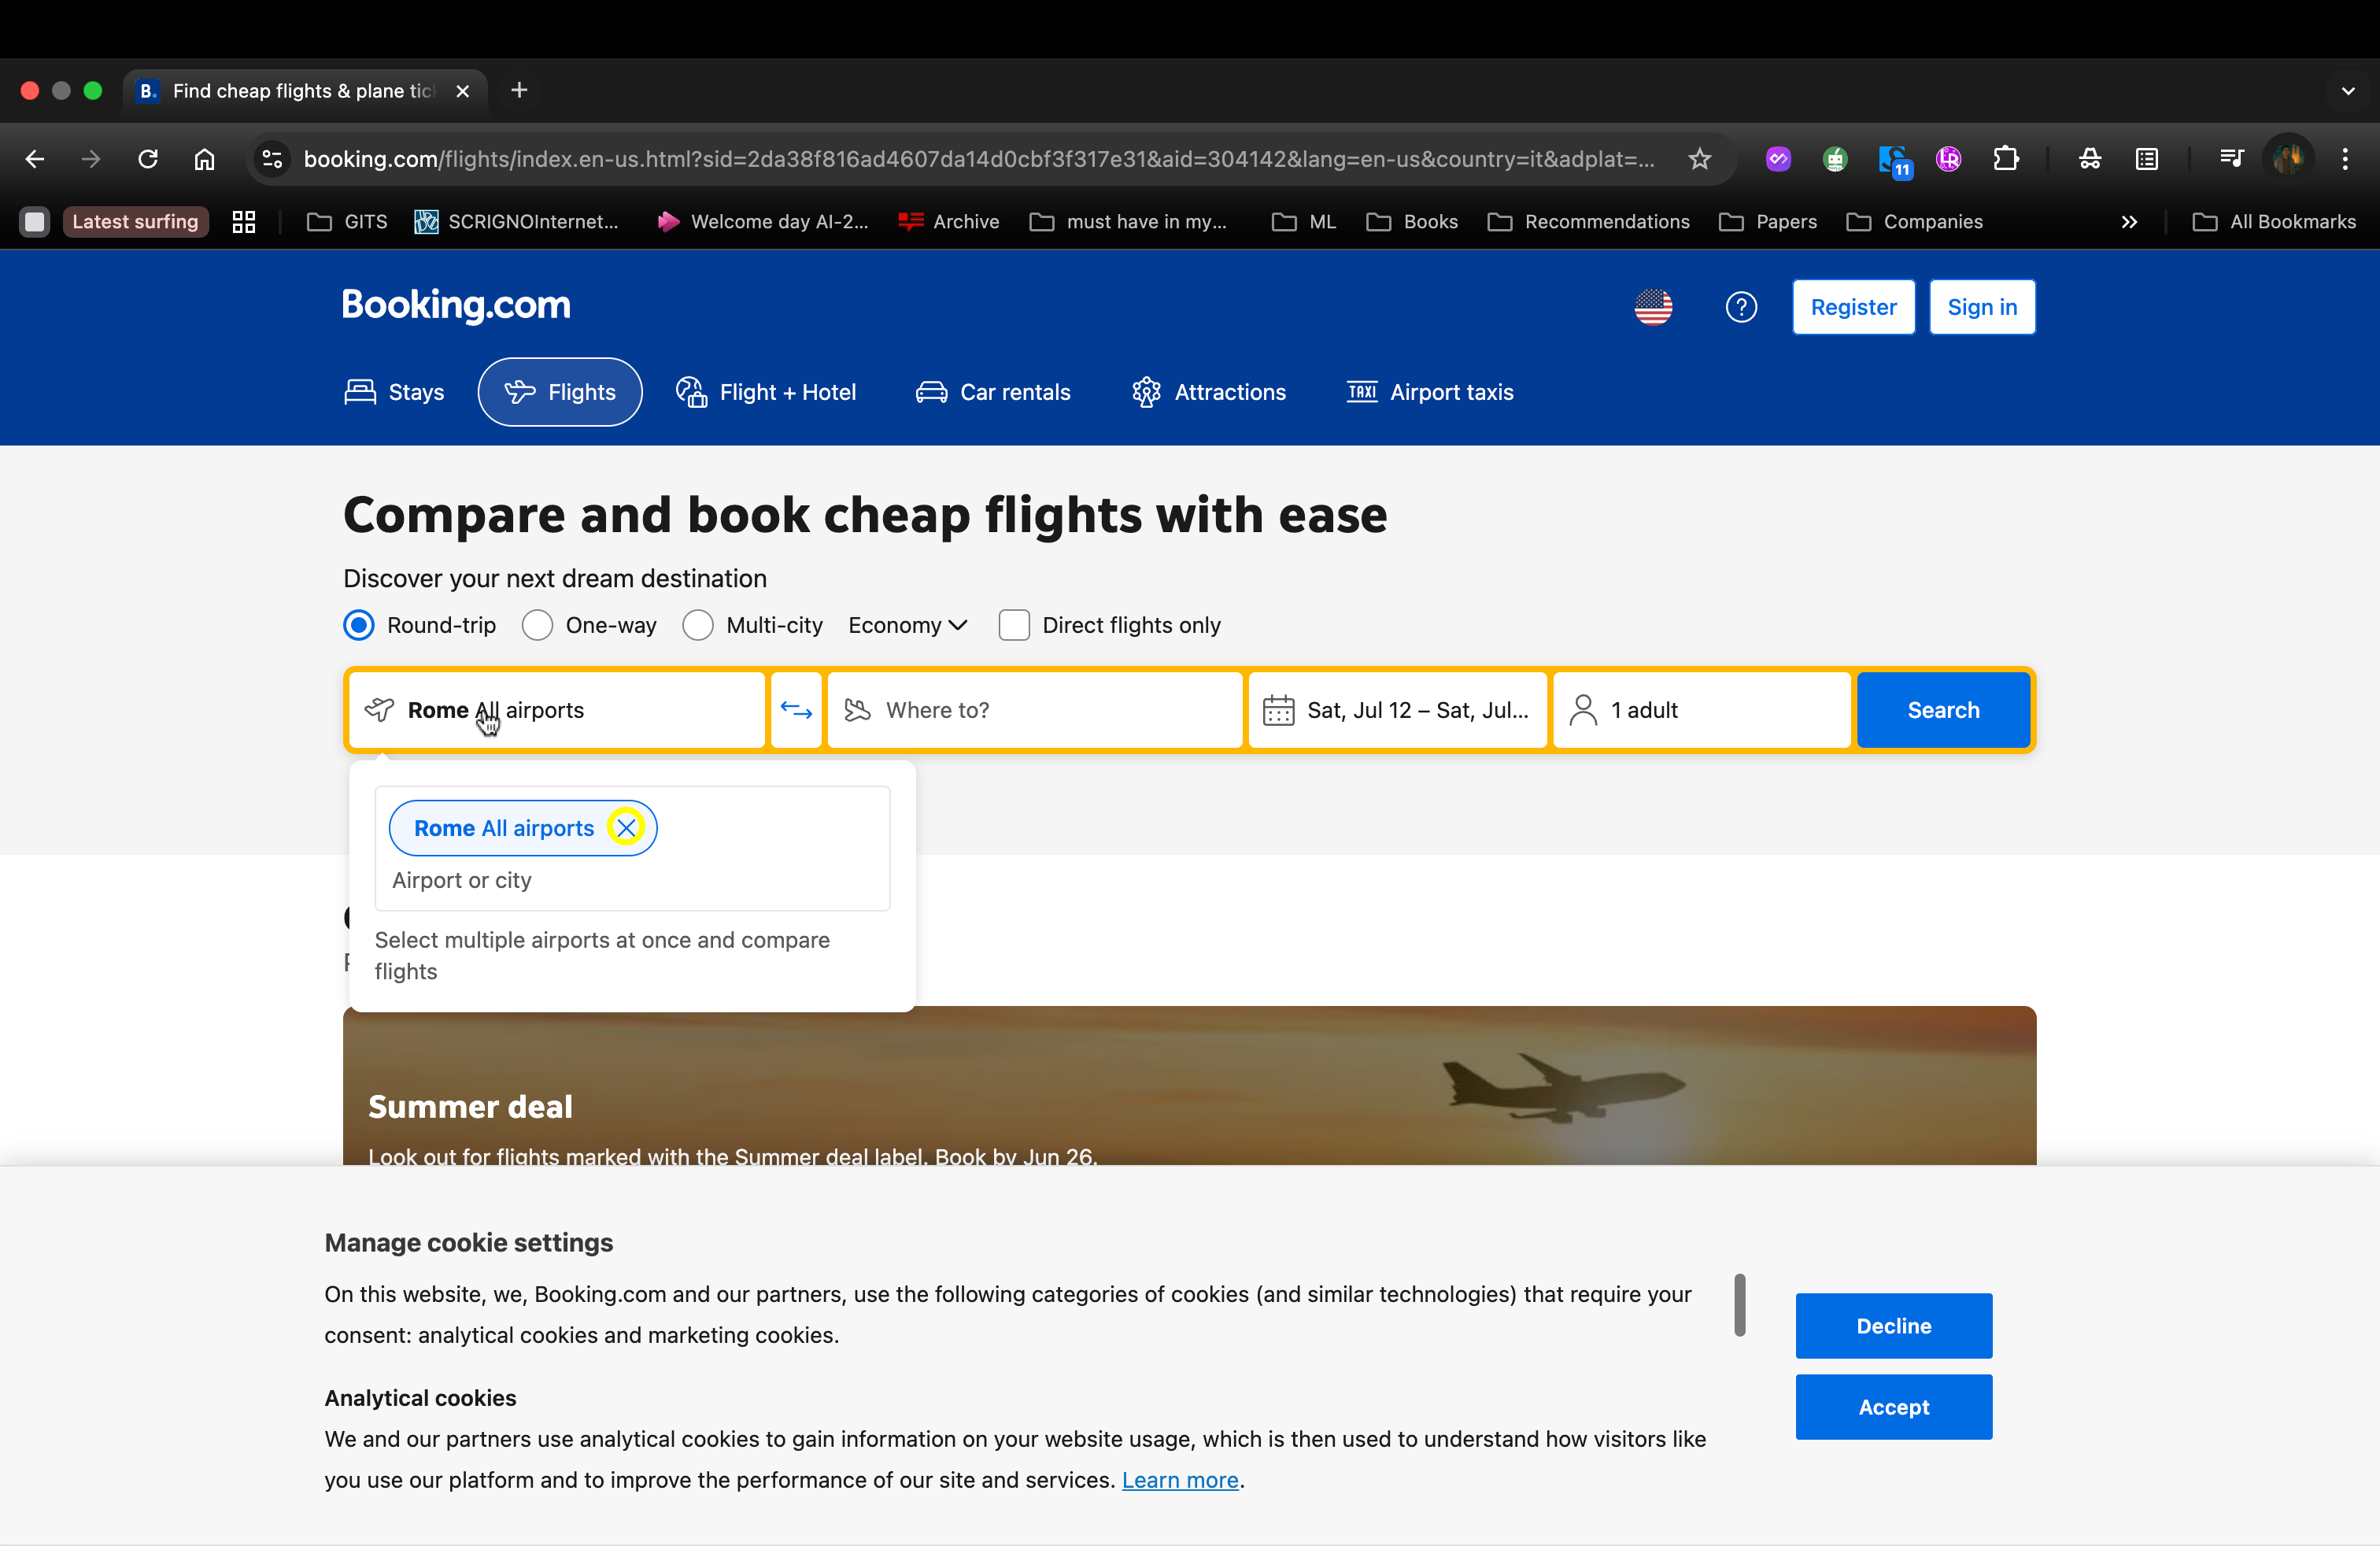 B. Find cheap flights & plane tic
booking.com/flights/index.en-us.html?sid=2da38f816ad4607da14d0cbf3f317e31&aid=304142&lang=en-us&country=it&adplat=...
11
Latest surfing GITS SCRIGNOInternet... Welcome day AI-2... Archive must have in my... ML Books Recommendations Papers Companies All Bookmarks
Booking.com
Register Sign in
Stays Flights Flight + Hotel Car rentals Attractions TAXI Airport taxis
Compare and book cheap flights with ease
Discover your next dream destination
Round-trip One-way Multi-city Economy Direct flights only
Rome All airports Where to? Sat, Jul 12 – Sat, Jul... 1 adult Search
Rome All airports
Airport or city
Select multiple airports at once and compare
flights
Summer deal
Look out for flights marked with the Summer deal label. Book by Jun 26.
Manage cookie settings
On this website, we, Booking.com and our partners, use the following categories of cookies (and similar technologies) that require your
consent: analytical cookies and marketing cookies.
Decline
Analytical cookies
Accept
We and our partners use analytical cookies to gain information on your website usage, which is then used to understand how visitors like
you use our platform and to improve the performance of our site and services. Learn more.